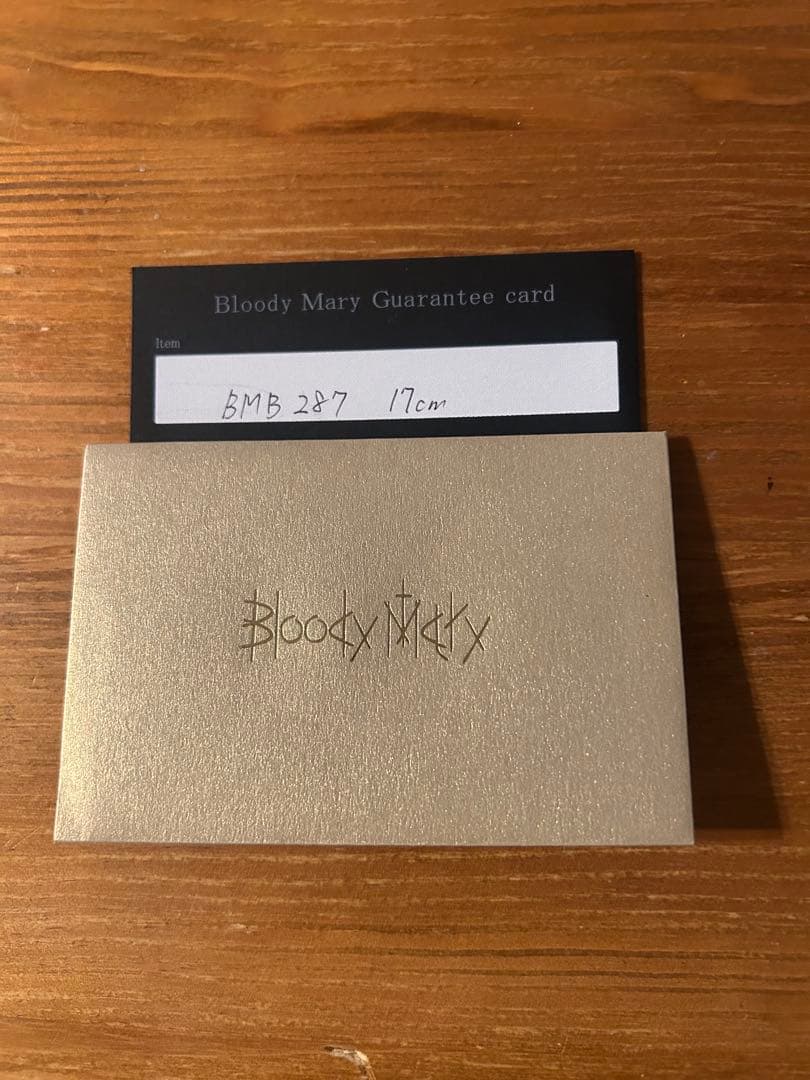 Bloody Mary Guarantee card
Item
BMB 287 17cm
Bloody Mary